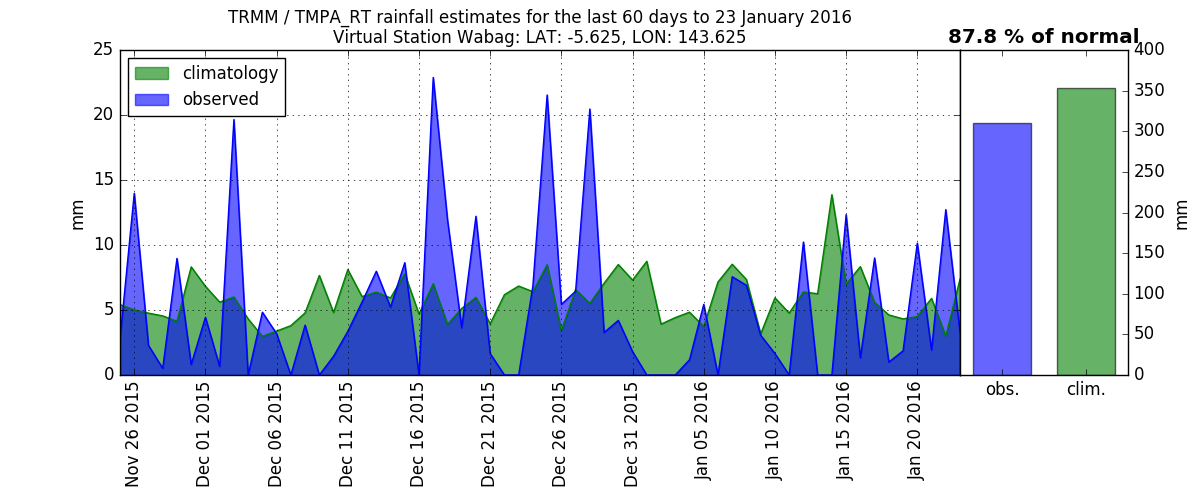 TRMM / TMPA_RT rainfall estimates for the last 60 days to 23 January 2016
Virtual Station Wabag: LAT: -5.625, LON: 143.625
87.8 % of normal
climatology
observed
mm
25
20
15
10
5
0
Nov 26 2015
Dec 01 2015
Dec 06 2015
Dec 11 2015
Dec 16 2015
Dec 21 2015
Dec 26 2015
Dec 31 2015
Jan 05 2016
Jan 10 2016
Jan 15 2016
Jan 20 2016
400
350
300
250
200
150
100
50
0
mm
obs.
clim.